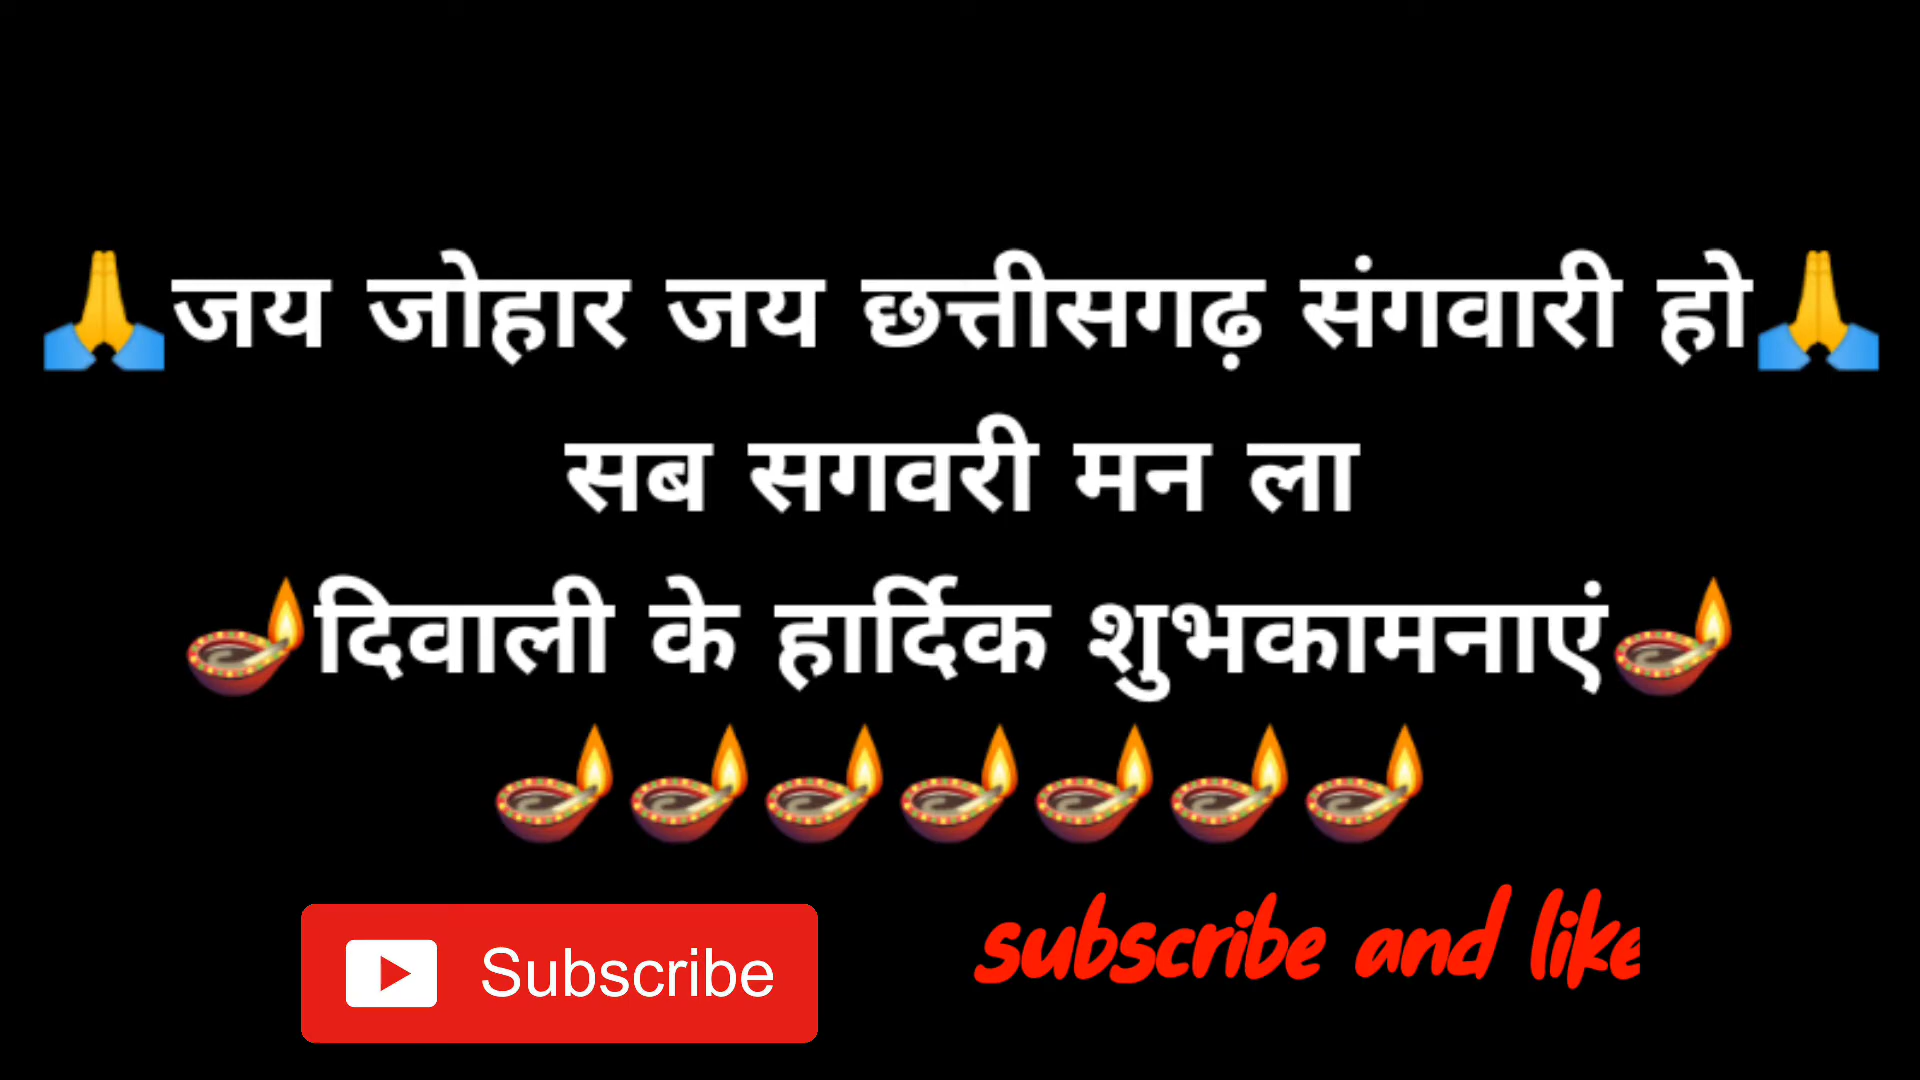 🙏जय जोहार जय छत्तीसगढ़ संगवारी हो🙏
सब सगवरी मन ला
🪔दिवाली के हार्दिक शुभकामनाएं🪔
🪔🪔🪔🪔🪔🪔🪔
Subscribe
subscribe and like